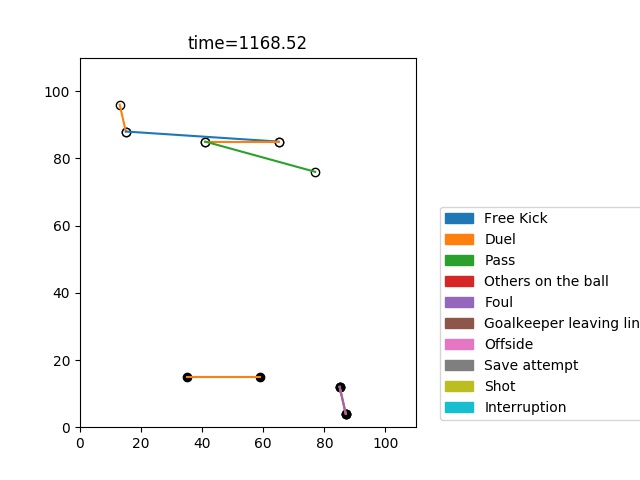 time=1168.52
100
80
60
40
20
0
0 20 40 60 80 100
Free Kick
Duel
Pass
Others on the ball
Foul
Goalkeeper leaving lin
Offside
Save attempt
Shot
Interruption